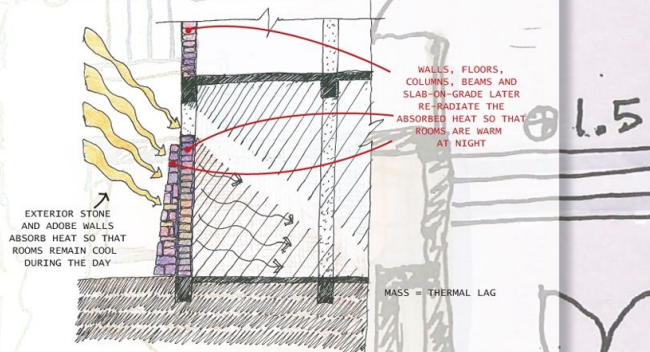 WALLS, FLOORS,
COLUMNS, BEAMS AND
SLAB-ON-GRADE LATER
RE-RADIATE THE
ABSORBED HEAT SO THAT
ROOMS ARE WARM
AT NIGHT
1.5
EXTERIOR STONE
AND ADOBE WALLS
ABSORB HEAT SO THAT
ROOMS REMAIN COOL
DURING THE DAY
MASS = THERMAL LAG